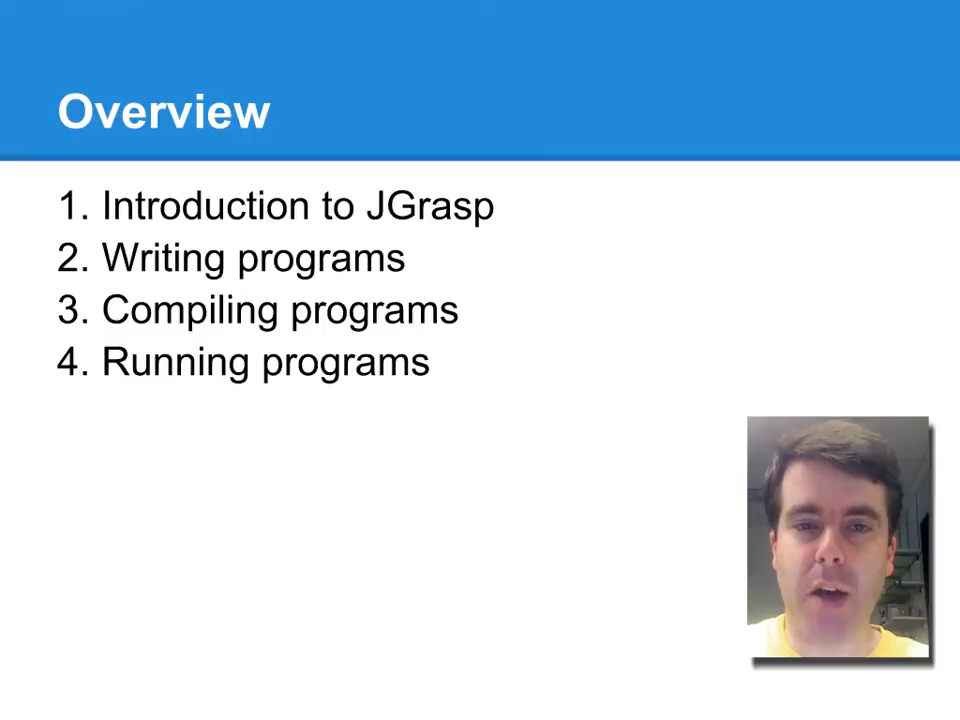 Overview
1. Introduction to JGrasp
2. Writing programs
3. Compiling programs
4. Running programs